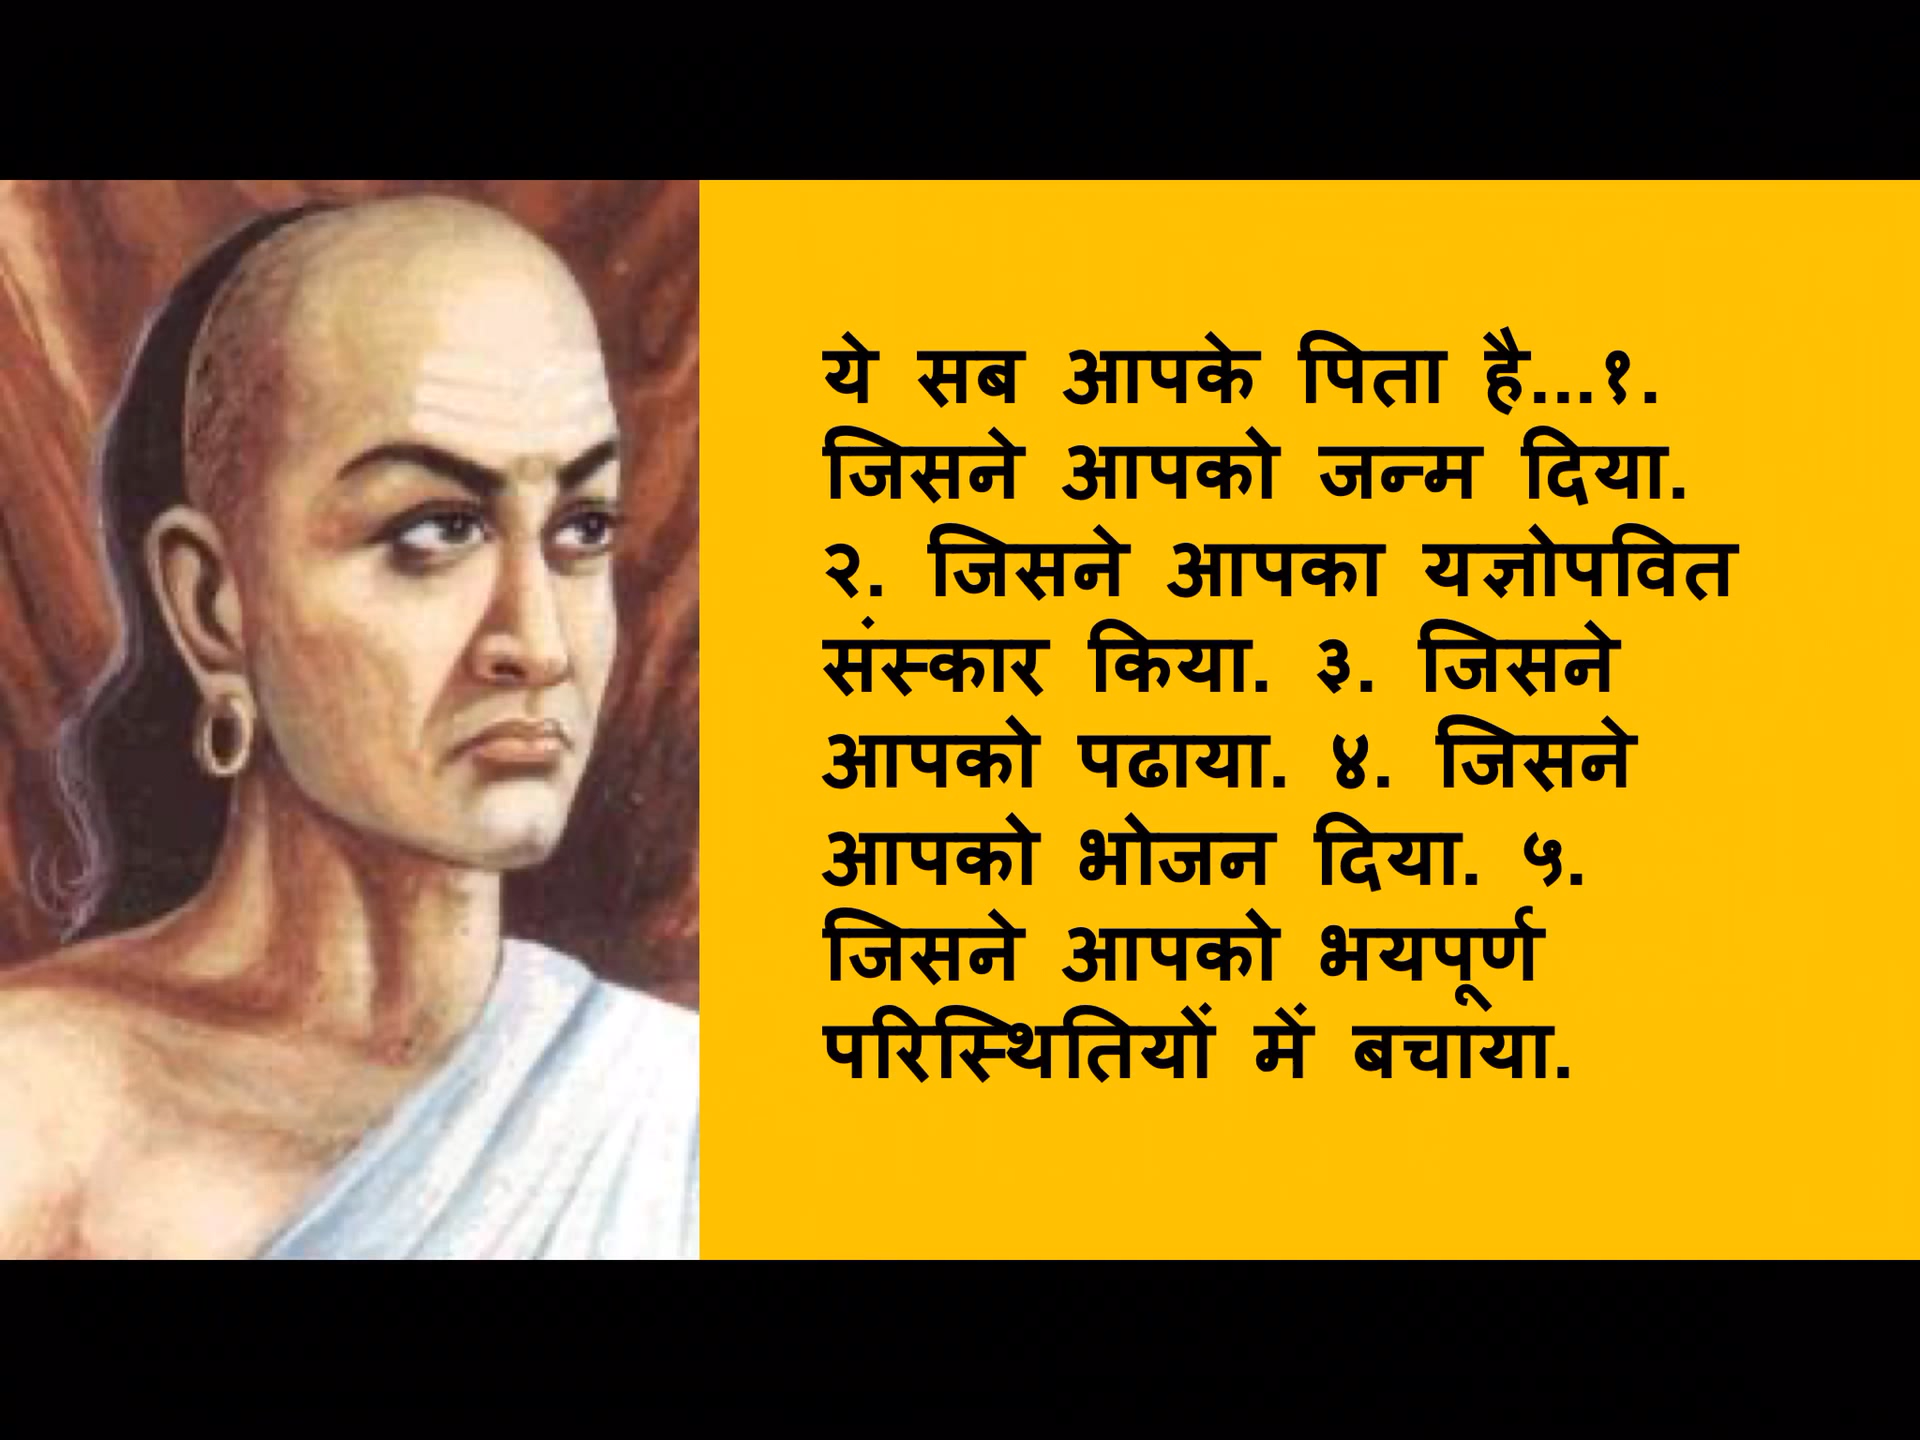 ये सब आपके पिता है...१.
जिसने आपको जन्म दिया.
२. जिसने आपका यज्ञोपवित
संस्कार किया. ३. जिसने
आपको पढाया. ४. जिसने
आपको भोजन दिया. ५.
जिसने आपको भयपूर्ण
परिस्थितियों में बचाया.